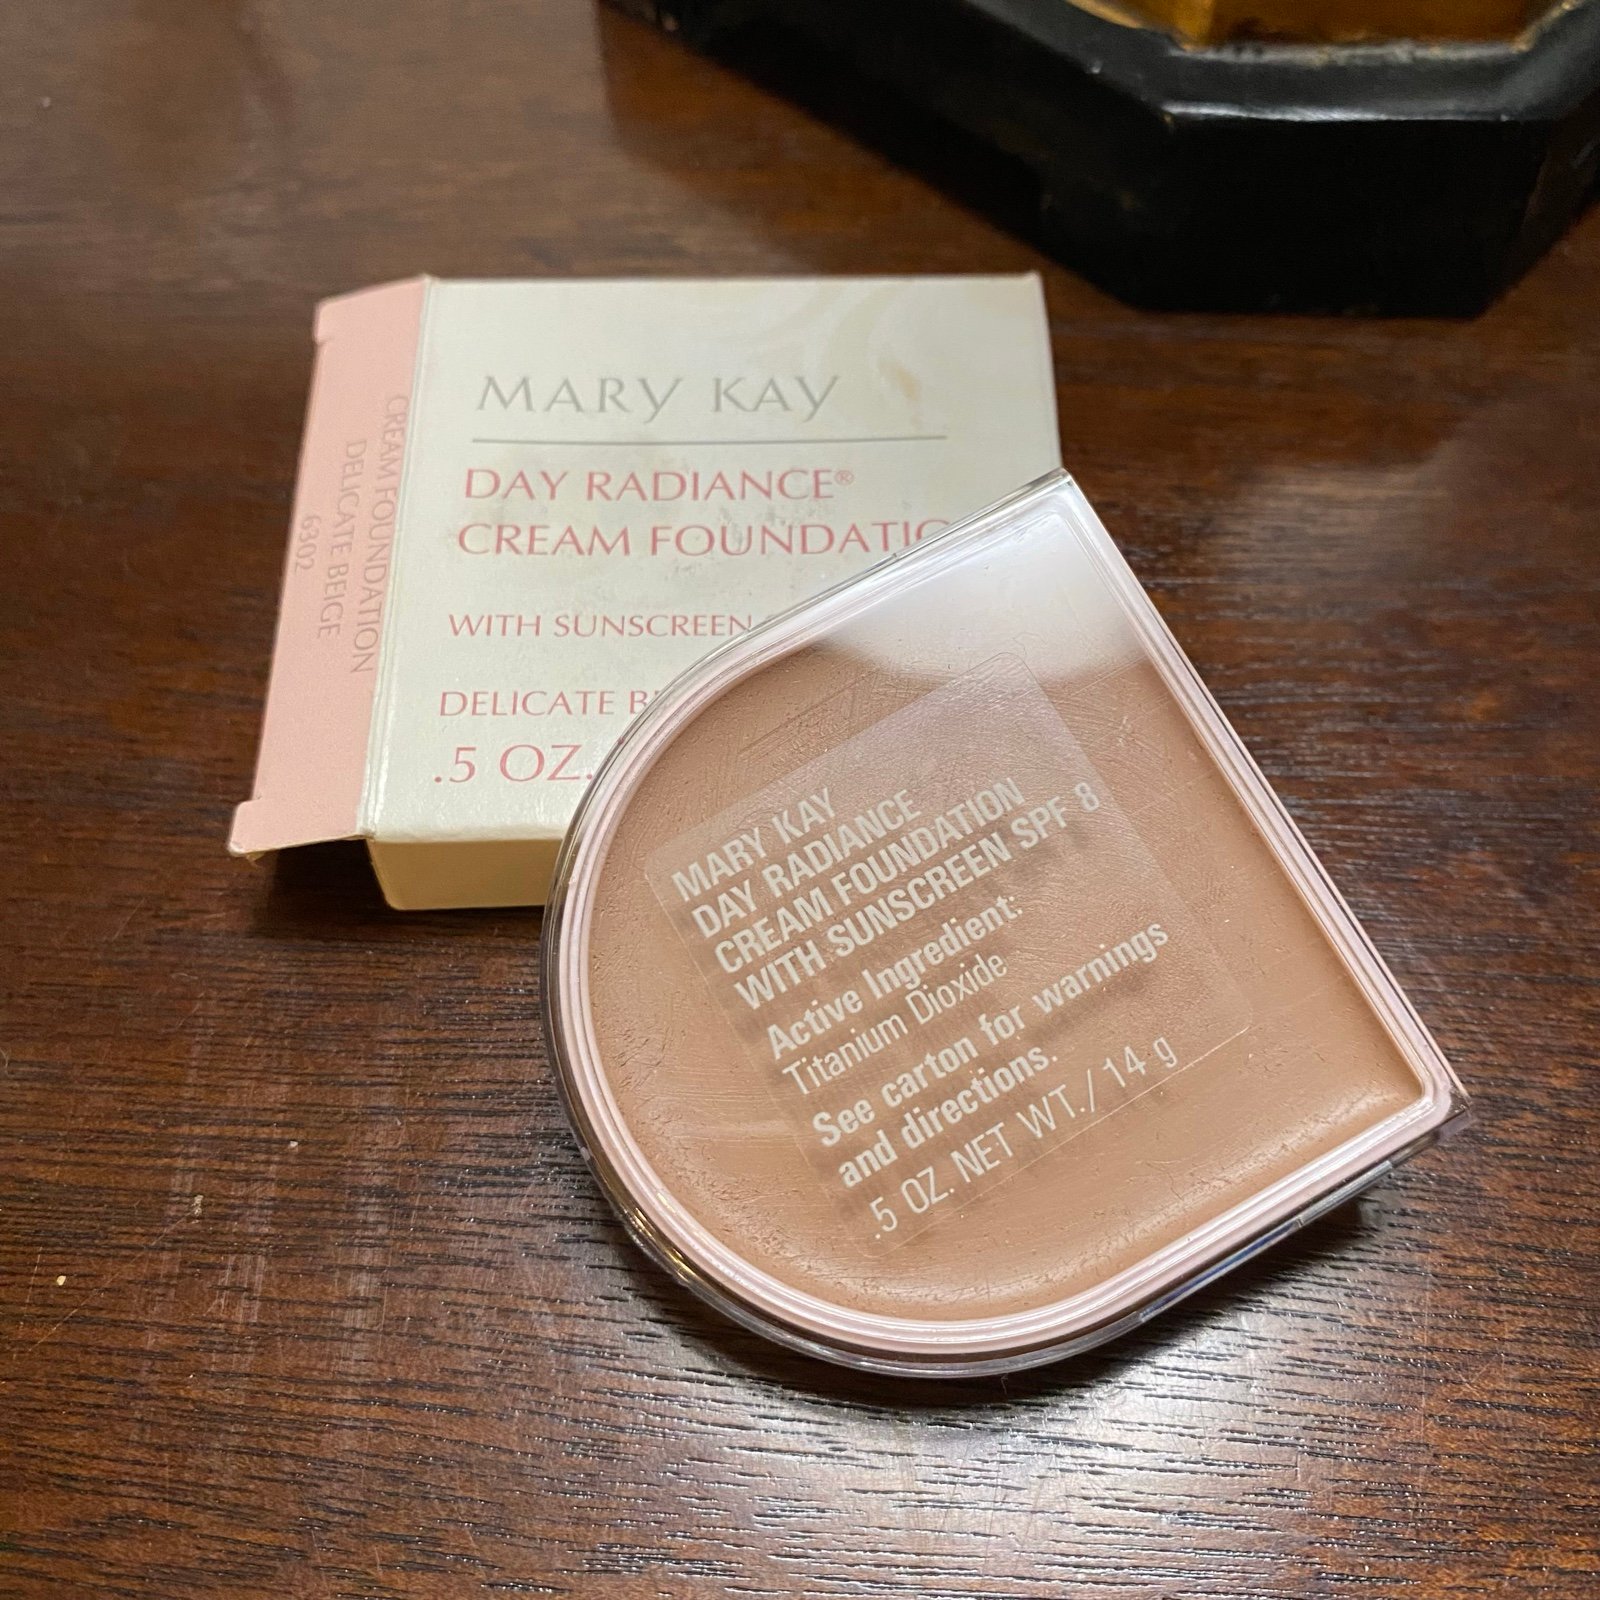 MARY KAY
DAY RADIANCE®
CREAM FOUNDATIO
WITH SUNSCREEN
DELICATE
.5 OZ.
CREAM FOUNDATION
DELICATE BEIGE
6302
MARY KAY
DAY RADIANCE
CREAM FOUNDATION
WITH SUNSCREEN SPF 8
Active Ingredient:
Titanium Dioxide
See carton for warnings
and directions.
.5 OZ. NET WT./14 g